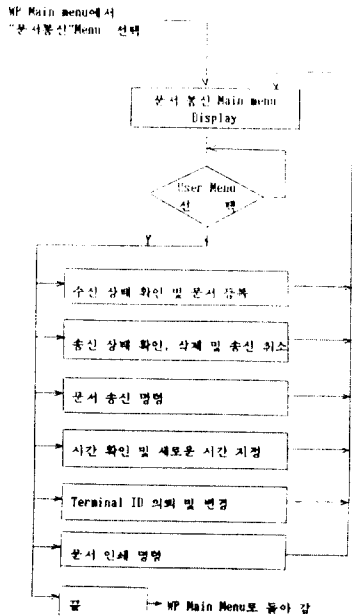 WP Main menu에서
"문서통신"Menu 선택
문서 통신 Main menu
Display
User Menu
선 택
Y
수신 상태 확인 및 문서 등록
송신 상태 확인, 삭제 및 송신 취소
문서 송신 명령
시간 확인 및 새로운 시간 지정
Terminal ID 의뢰 및 변경
문서 인쇄 명령
끝 WP Main Menu로 돌아 감